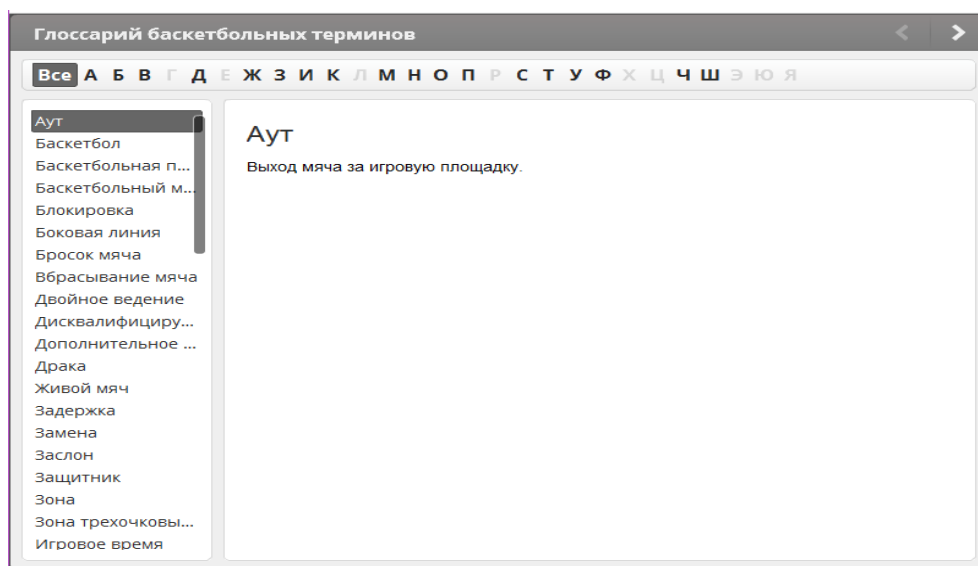 Глоссарий баскетбольных терминов
Все А Б В Г Д Е Ж З И К Л М Н О П Р С Т У Ф Х Ц Ч Ш Э Ю Я
Аут
Баскетбол
Баскетбольная п...
Баскетбольный м...
Блокировка
Боковая линия
Бросок мяча
Вбрасывание мяча
Двойное ведение
Дисквалифициру...
Дополнительное ...
Драка
Живой мяч
Задержка
Замена
Заслон
Защитник
Зона
Зона трехочковы...
Игровое время
Аут
Выход мяча за игровую площадку.